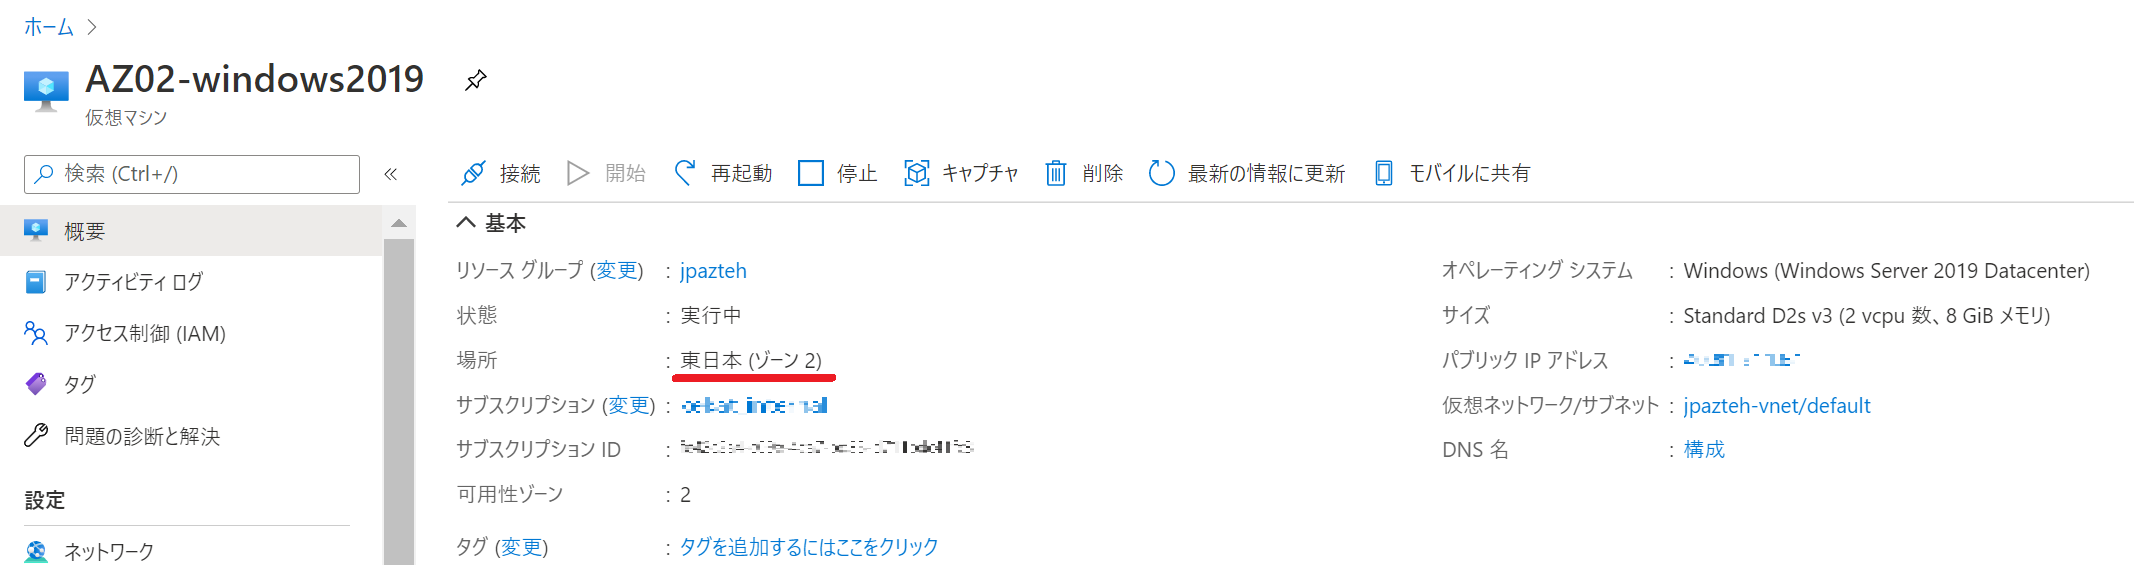 ホーム >
AZ02-windows2019
仮想マシン
検索 (Ctrl+/)
«
接続 開始 再起動 停止 キャプチャ 削除 最新の情報に更新 モバイルに共有
概要
アクティビティ ログ
アクセス制御 (IAM)
タグ
問題の診断と解決
設定
ネットワーク
基本
リソース グループ (変更) : jpazteh
状態 : 実行中
場所 : 東日本 (ゾーン 2)
サブスクリプション (変更) :
サブスクリプション ID :
可用性ゾーン : 2
タグ (変更) : タグを追加するにはここをクリック
オペレーティング システム : Windows (Windows Server 2019 Datacenter)
サイズ : Standard D2s v3 (2 vcpu 数、8 GiB メモリ)
パブリック IP アドレス :
仮想ネットワーク/サブネット : jpazteh-vnet/default
DNS 名 : 構成